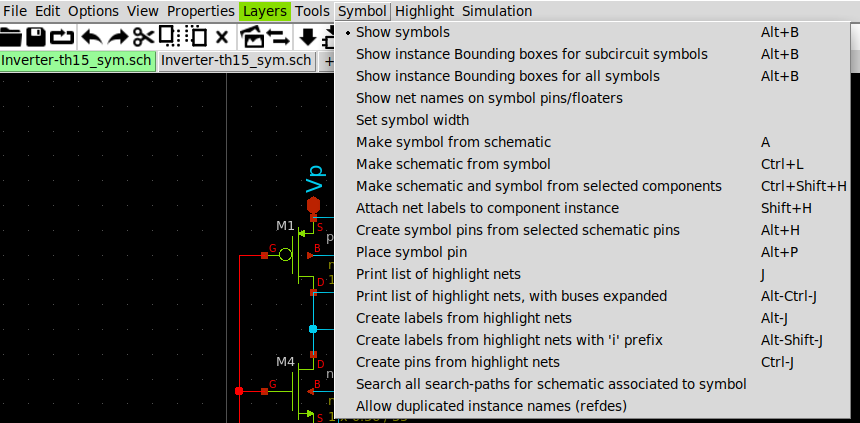 File Edit Options View Properties Layers Tools Symbol Highlight Simulation
Inverter-th15_sym.sch Inverter-th15_sym.sch +
• Show symbols Alt+B
Show instance Bounding boxes for subcircuit symbols Alt+B
Show instance Bounding boxes for all symbols Alt+B
Show net names on symbol pins/floaters
Set symbol width
Make symbol from schematic A
Make schematic from symbol Ctrl+L
Make schematic and symbol from selected components Ctrl+Shift+H
Attach net labels to component instance Shift+H
Create symbol pins from selected schematic pins Alt+H
Place symbol pin Alt+P
Print list of highlight nets J
Print list of highlight nets, with buses expanded Alt-Ctrl-J
Create labels from highlight nets Alt-J
Create labels from highlight nets with 'i' prefix Alt-Shift-J
Create pins from highlight nets Ctrl-J
Search all search-paths for schematic associated to symbol
Allow duplicated instance names (refdes)
Vp
M1
S
G
B
D
M4
D
G
B
S